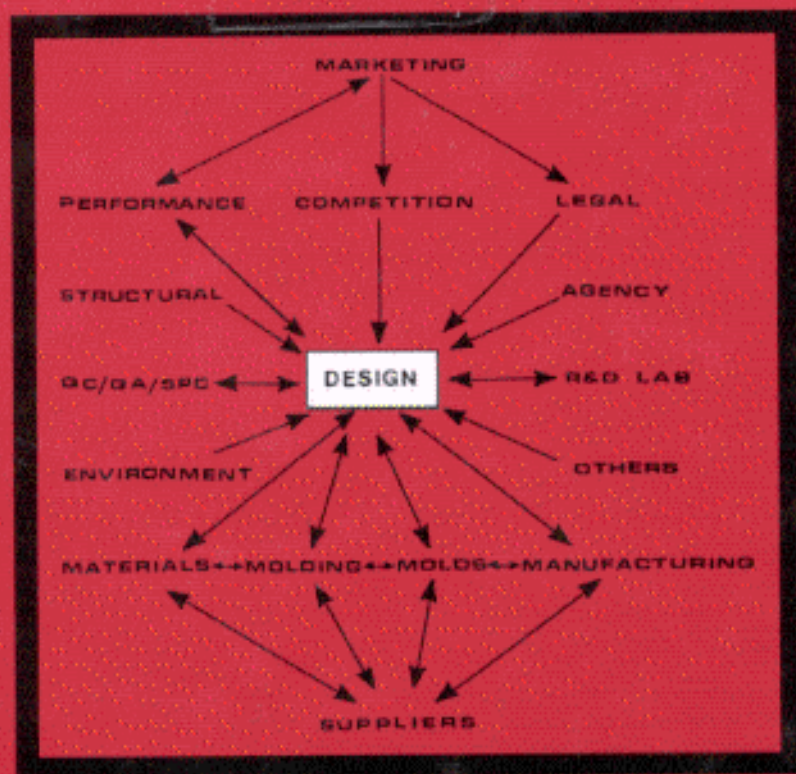 MARKETING
PERFORMANCE COMPETITION LEGAL
STRUCTURAL AGENCY
QC/QA/SPC DESIGN R&D LAB
ENVIRONMENT OTHERS
MATERIALS MOLDING MOLDS MANUFACTURING
SUPPLIERS